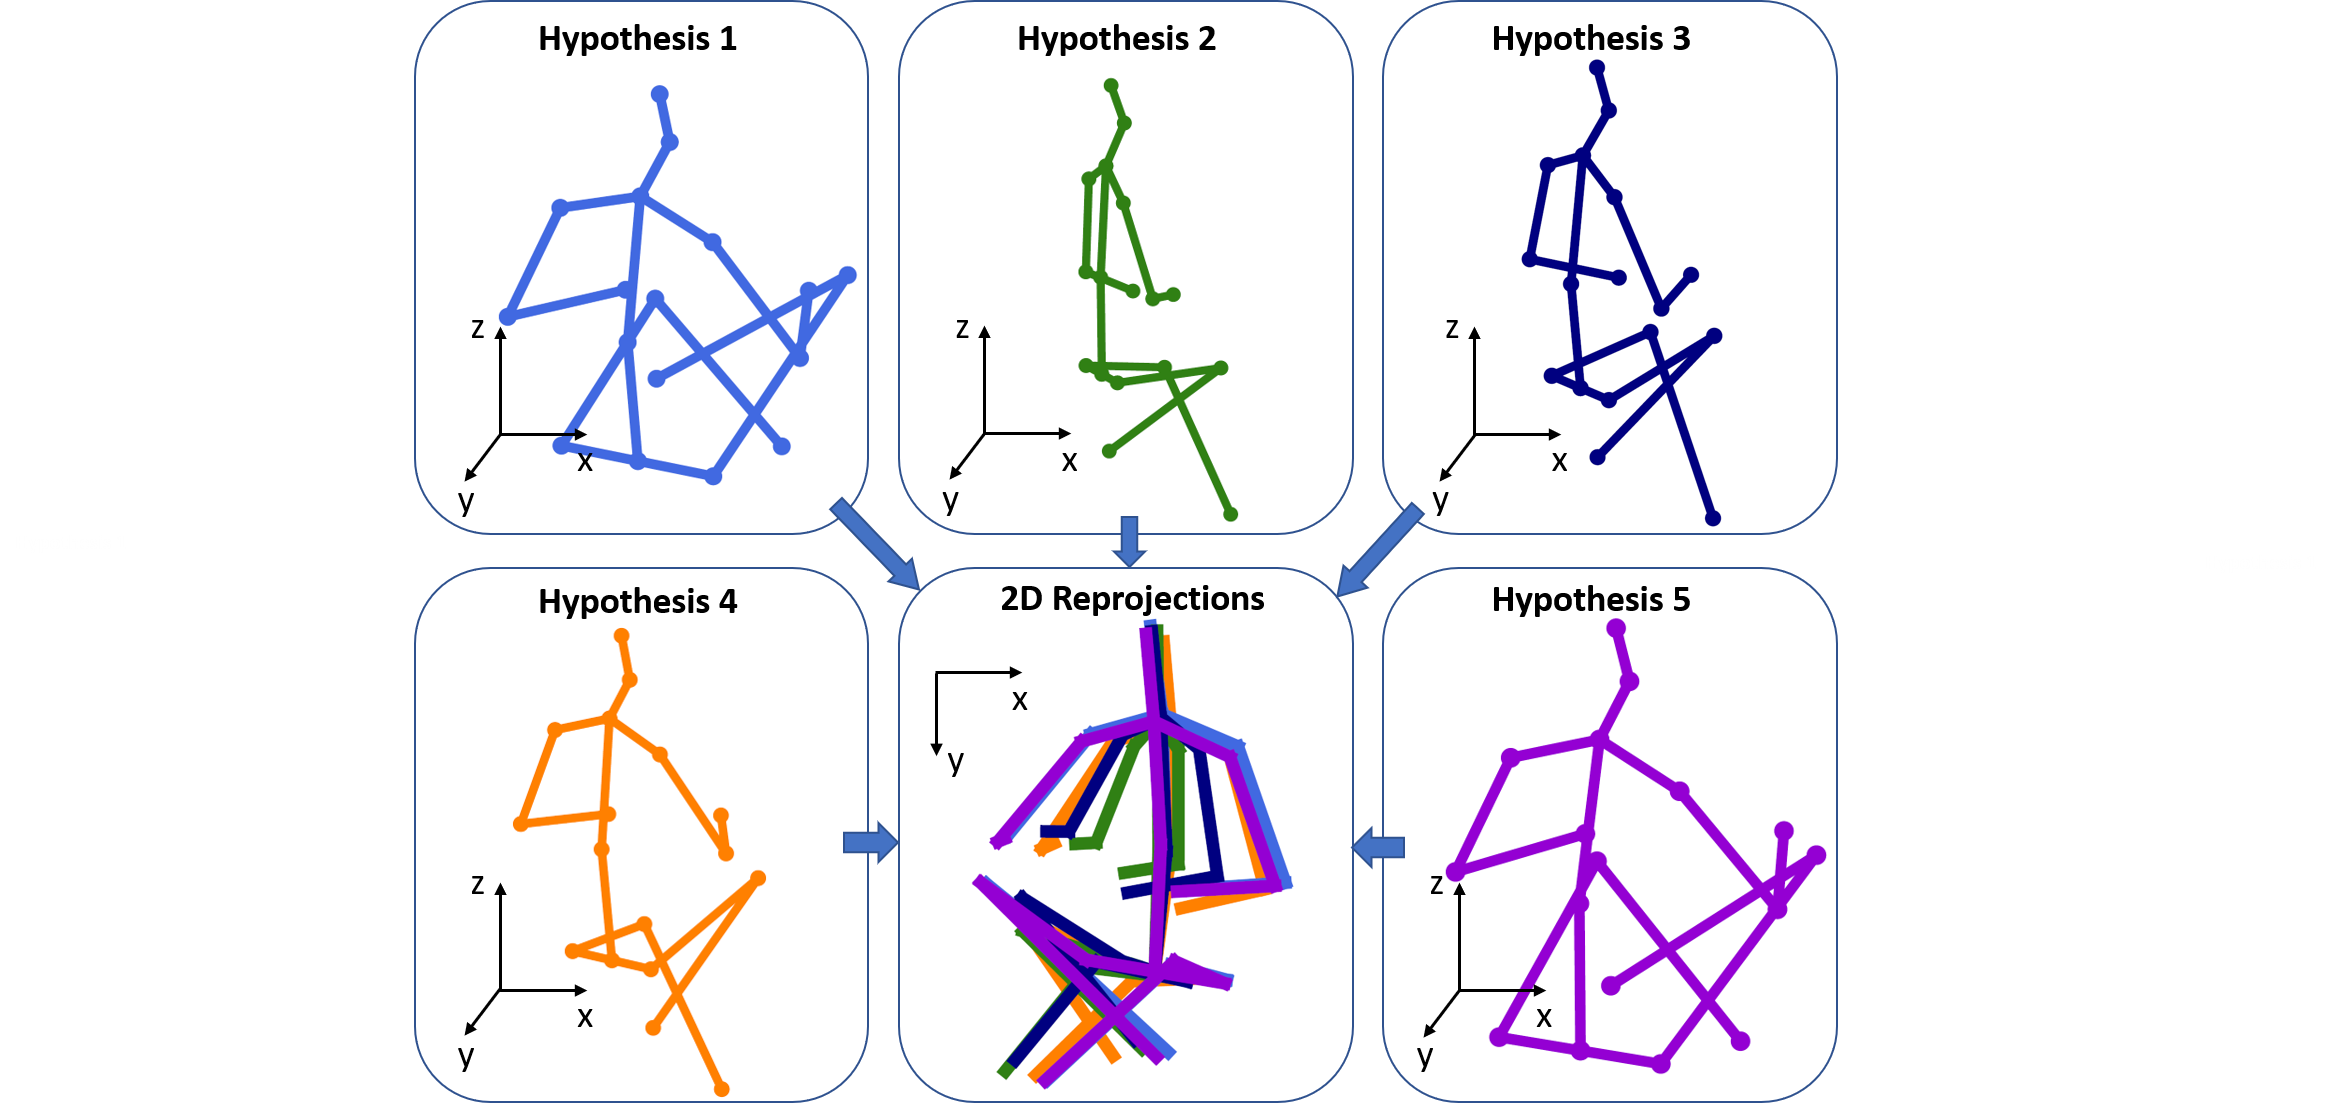 Hypothesis 1
z
x
y
Hypothesis 2
z
x
y
Hypothesis 3
z
x
y
Hypothesis 4
z
x
y
2D Reprojections
x
y
Hypothesis 5
z
x
y